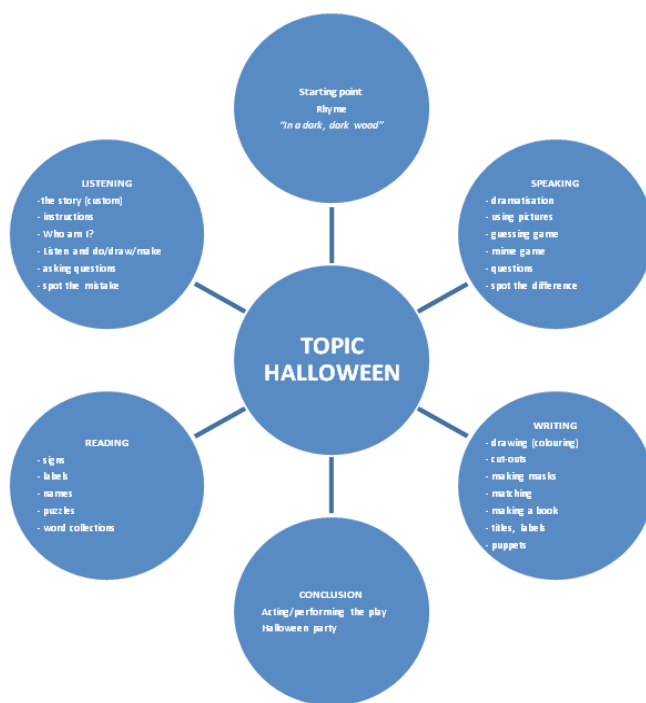 Starting point
Rhyme
"In a dark, dark wood"
LISTENING
-the story (custom)
- instructions
- Who am I?
- Listen and do/draw/make
- asking questions
- spot the mistake
SPEAKING
- dramatisation
- using pictures
- guessing game
- mime game
- questions
- spot the difference
TOPIC
HALLOWEEN
READING
- signs
- labels
- names
- puzzles
- word collections
WRITING
- drawing (colouring)
- cut-outs
- making masks
- matching
- making a book
- titles, labels
- puppets
CONCLUSION
Acting/performing the play
Halloween party